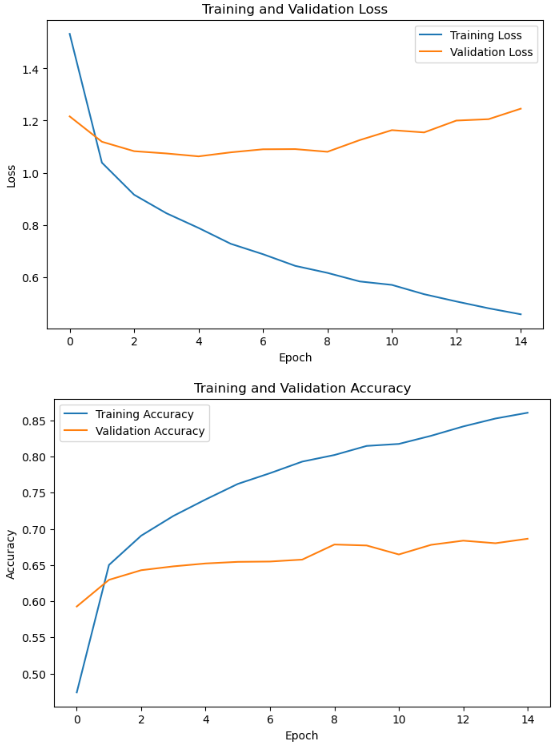 Training and Validation Loss
Training Loss
Validation Loss
1.4
1.2
1.0
0.8
0.6
Loss
0 2 4 6 8 10 12 14
Epoch
Training and Validation Accuracy
Training Accuracy
Validation Accuracy
0.85
0.80
0.75
0.70
0.65
0.60
0.55
0.50
Accuracy
0 2 4 6 8 10 12 14
Epoch